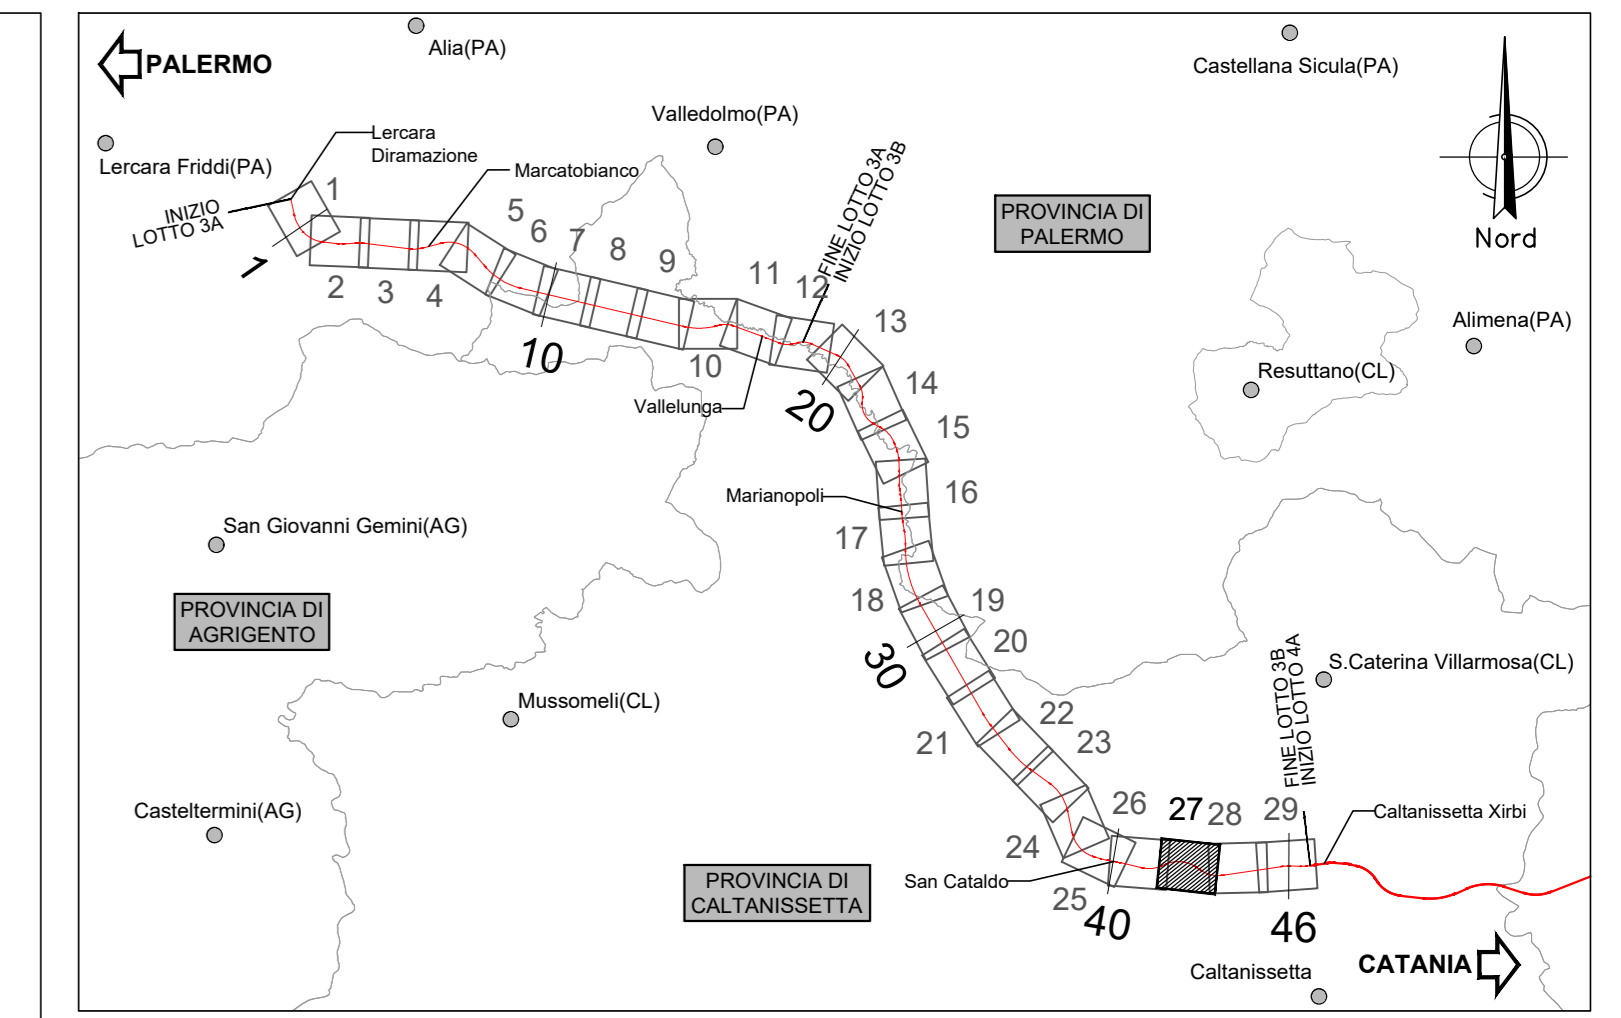 PALERMO
Alia(PA)
Castellana Sicula(PA)
Valledolmo(PA)
Lercara
Diramazione
Lercara Friddi(PA)
Marcatobianco
INIZIO
LOTTO 3A
FINE LOTTO 3A
INIZIO LOTTO 3B
PROVINCIA DI
PALERMO
Nord
1
1
2
3
4
5
6
7
8
9
10
10
11
12
13
20
14
15
Vallelunga
Alimena(PA)
Resuttano(CL)
Marianopoli
16
17
San Giovanni Gemini(AG)
PROVINCIA DI
AGRIGENTO
18
19
20
30
S.Caterina Villarmosa(CL)
Mussomeli(CL)
21
22
23
FINE LOTTO 3B
INIZIO LOTTO 4A
Casteltermini(AG)
24
25
26
27
28
29
Caltanissetta Xirbi
San Cataldo
PROVINCIA DI
CALTANISSETTA
40
46
Caltanissetta
CATANIA